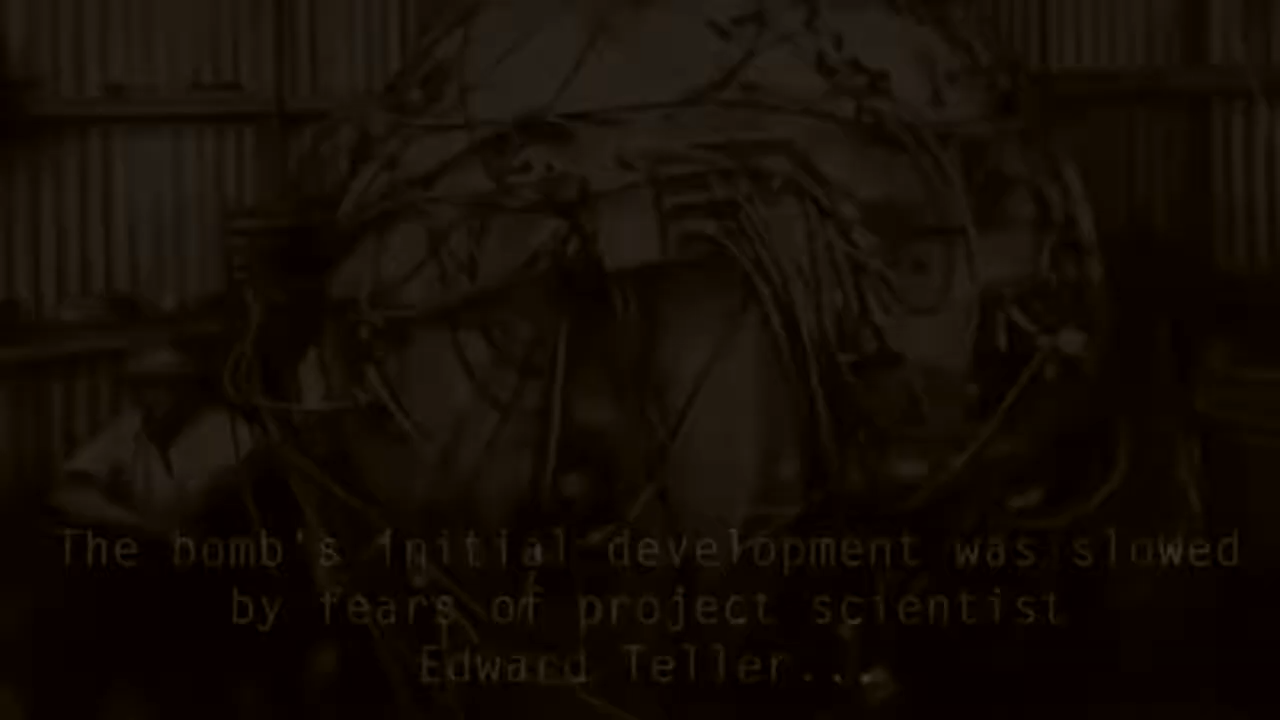 The bomb's initial development was slowed
by fears of project scientist
Edward Teller...